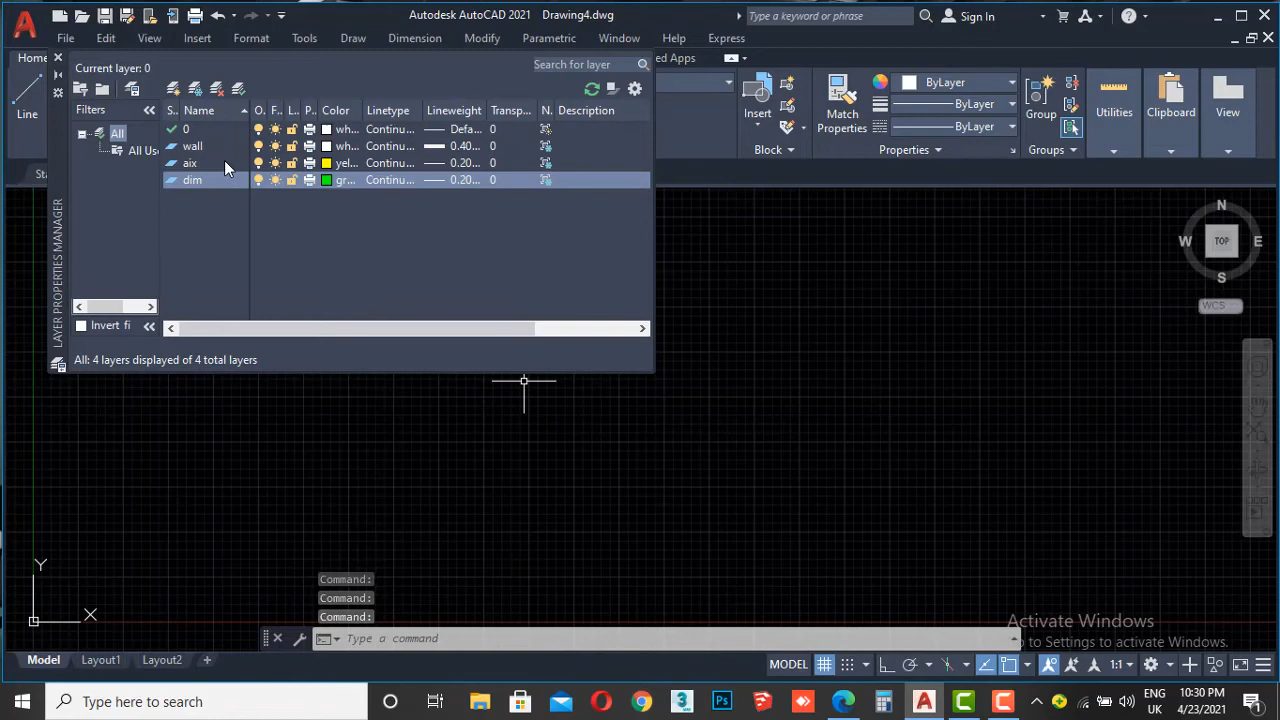 Autodesk AutoCAD 2021 Drawing4.dwg
Type a keyword or phrase
Sign In
File Edit View Insert Format Tools Draw Dimension Modify Parametric Window Help Express
Home
ed Apps
Line
Insert
Block
Match
Properties
ByLayer
ByLayer
ByLayer
Properties
Group
Groups
Utilities
Clipboard
View
Sta
Current layer: 0
Search for layer
Filters
All
All Use
S.. Name O. F. L. P. Color Linetype Lineweight Transp... N. Description
0 wh... Continu... Defa... 0
wall wh... Continu... 0.40... 0
aix yel... Continu... 0.20... 0
dim gr... Continu... 0.20... 0
Invert fi
All: 4 layers displayed of 4 total layers
LAYER PROPERTIES MANAGER
N
W TOP E
S
WCS
Y
X
Command:
Command:
Command:
Type a command
Activate Windows
o to Settings to activate Windows.
Model Layout1 Layout2 +
MODEL
1:1
Type here to search
3
Ps
ENG
UK
10:30 PM
4/23/2021